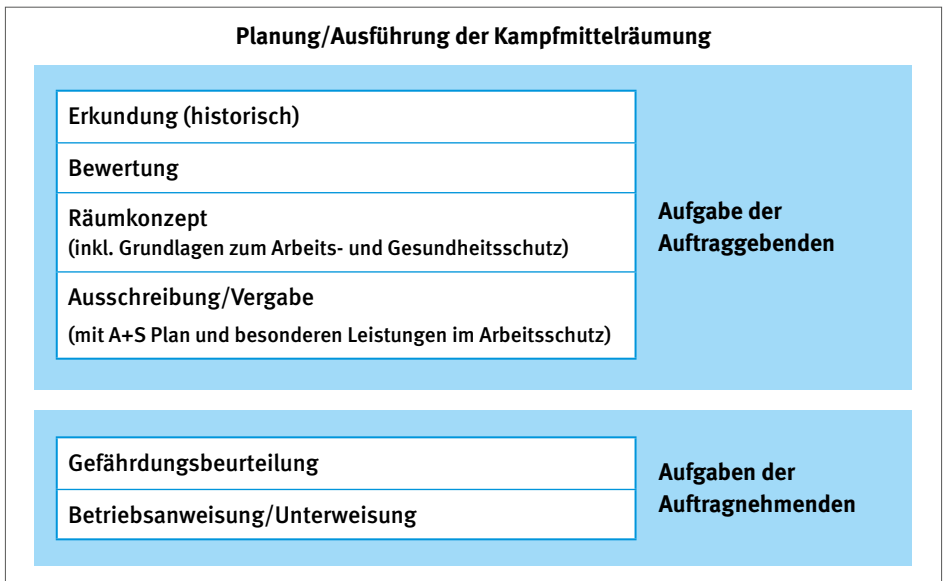 Planung/Ausführung der Kampfmittelräumung
Erkundung (historisch)
Bewertung
Räumkonzept
(inkl. Grundlagen zum Arbeits- und Gesundheitsschutz)
Ausschreibung/Vergabe
(mit A+S Plan und besonderen Leistungen im Arbeitsschutz)
Aufgabe der
Auftraggebenden
Gefährdungsbeurteilung
Betriebsanweisung/Unterweisung
Aufgaben der
Auftragnehmenden